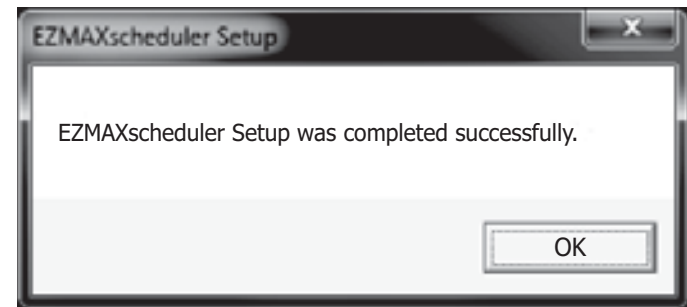 EZMAXscheduler Setup
EZMAXscheduler Setup was completed successfully.
OK